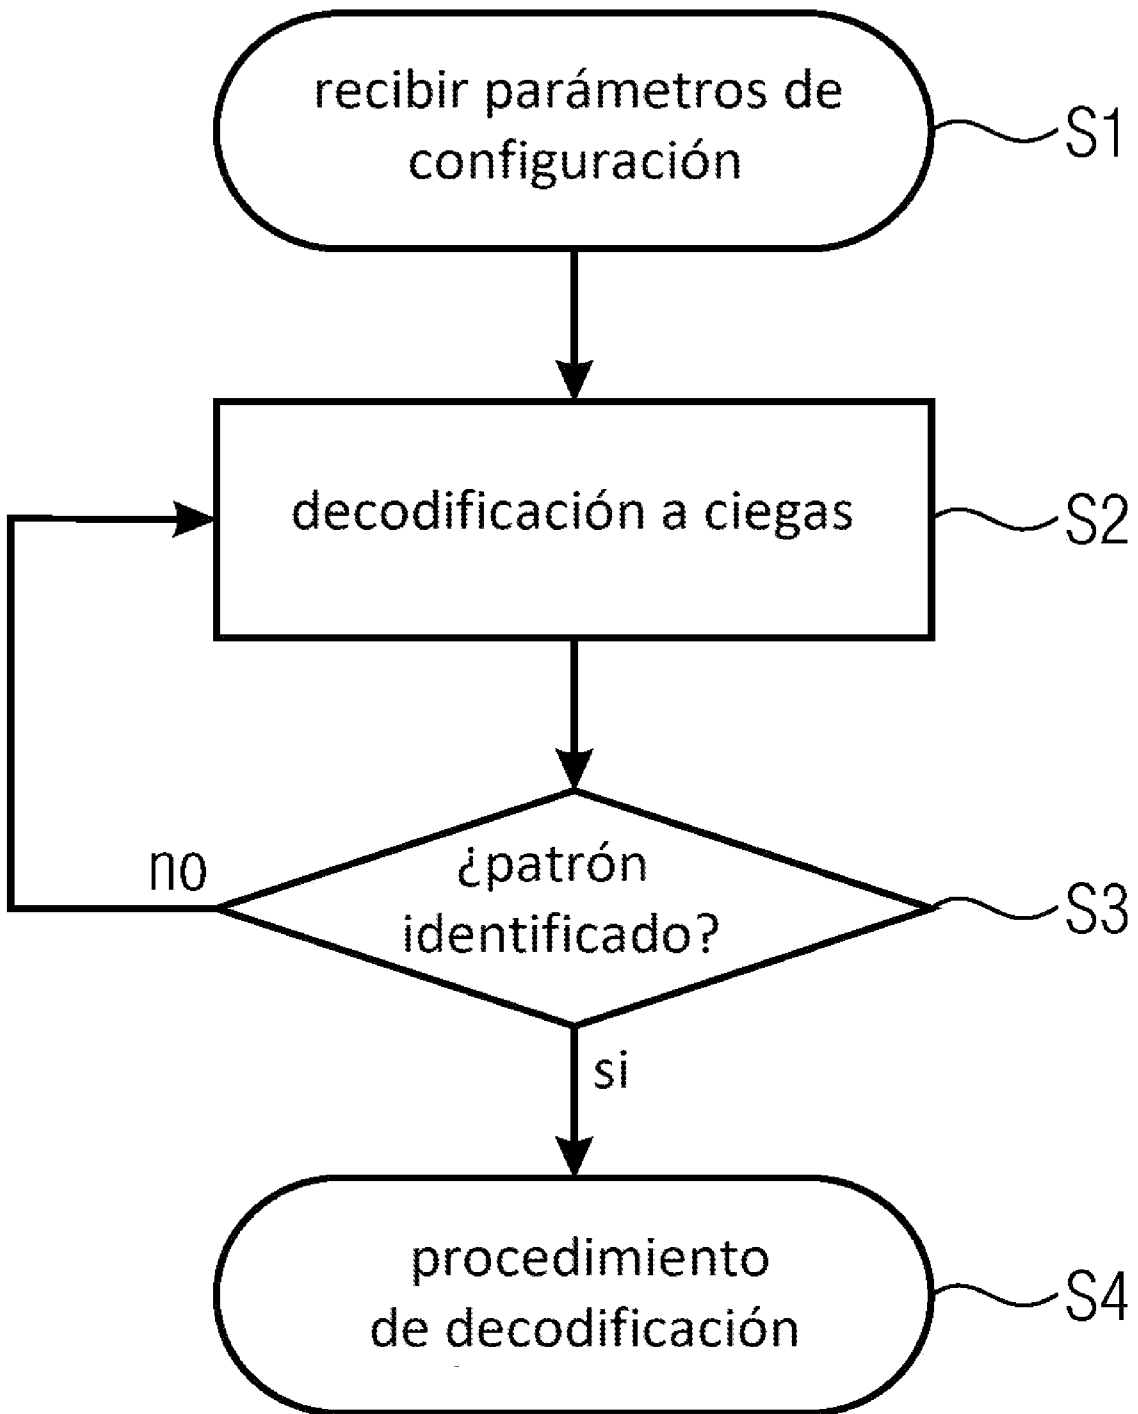 recibir parámetros de
configuración
S1
decodificación a ciegas
S2
no
¿patrón
identificado?
S3
si
procedimiento
de decodificación
S4